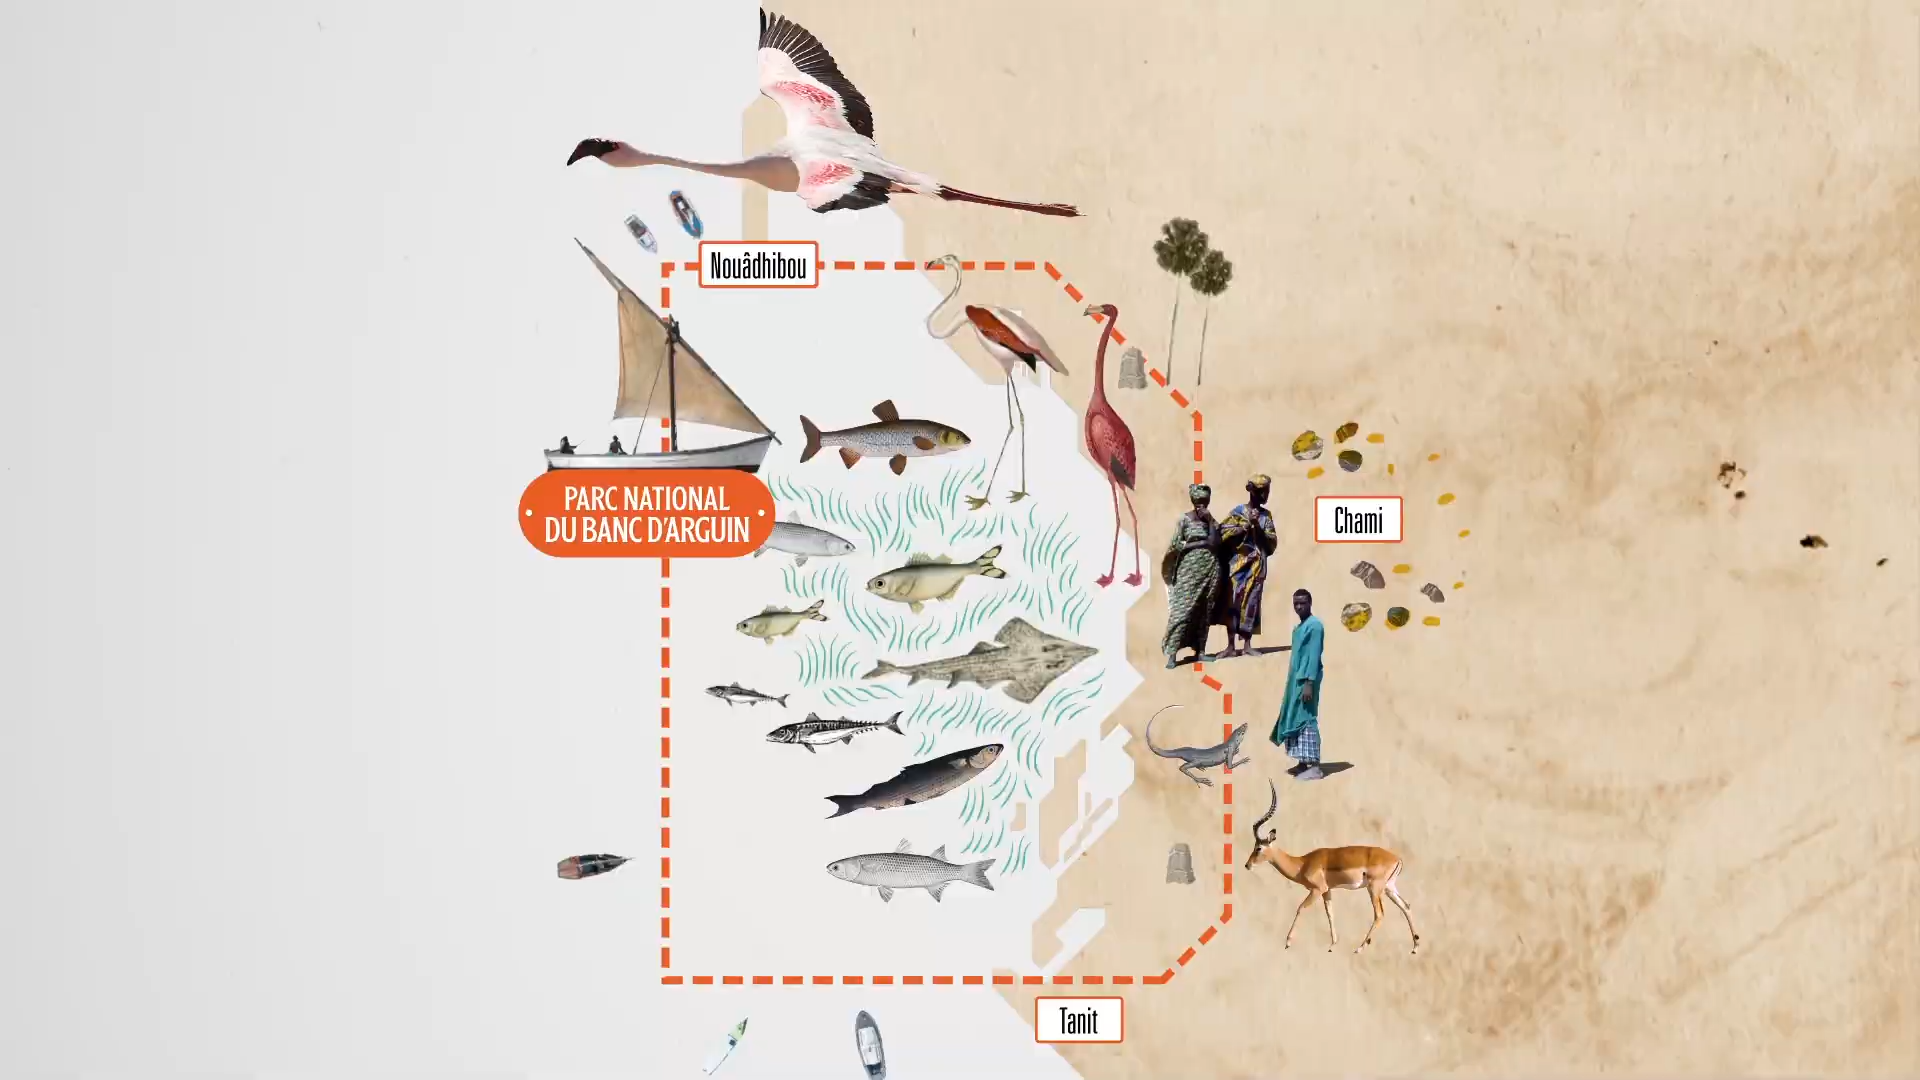 Nouâdhibou
PARC NATIONAL
DU BANC D'ARGUIN
Chami
Tanit